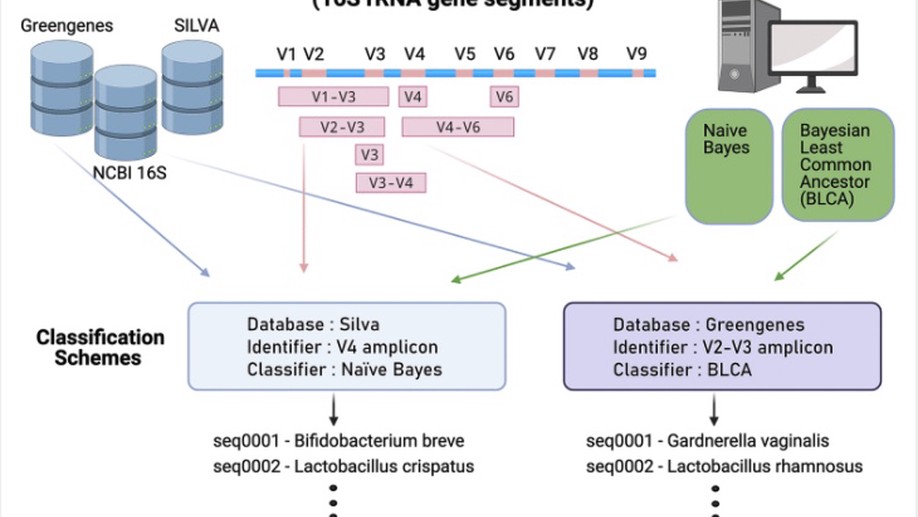 (16S rRNA gene segments)
Greengenes
SILVA
NCBI 16S
V1 V2 V3 V4 V5 V6 V7 V8 V9
V1-V3
V4
V6
V2-V3
V4-V6
V3
V3-V4
Naive
Bayes
Bayesian
Least
Common
Ancestor
(BLCA)
Classification
Schemes
Database : Silva
Identifier : V4 amplicon
Classifier : Naïve Bayes
Database : Greengenes
Identifier : V2-V3 amplicon
Classifier : BLCA
seq0001 - Bifidobacterium breve
seq0002 - Lactobacillus crispatus
seq0001 - Gardnerella vaginalis
seq0002 - Lactobacillus rhamnosus